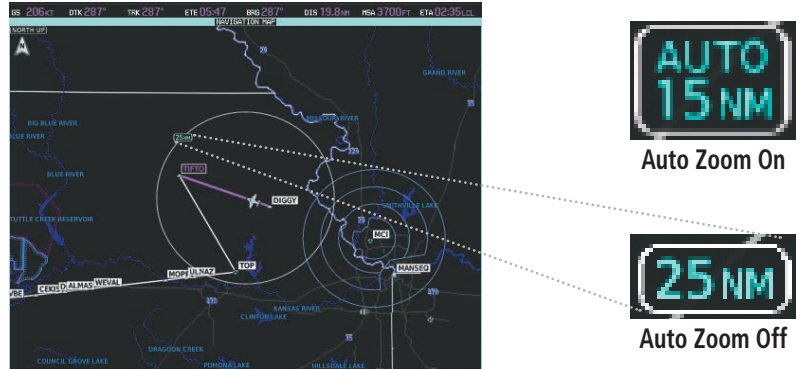 GS 206KT DTK 287° TRK 287° ETE 05:47 BRG 287° DIS 19.8NM MSA 3700FT ETA 02:35LCL
NAVIGATION MAP
NORTH UP
N
GRAND RIVER
MISSOURI RIVER
BIG BLUE RIVER
BLUE RIVER
25NM
229
TIFTO
BLUE RIVER
DIGGY
SMITHVILLE LAKE
TUTTLE CREEK RESERVOIR
MCI
TOP
MANSEQ
ULNAZ
WEVAL
ALMAS
CEKIS
KANSAS RIVER
CLINTON LAKE
DRAGOON CREEK
COUNCIL GROVE LAKE
POMONA LAKE
HILLSDALE LAKE
AUTO
15NM
Auto Zoom On
25 NM
Auto Zoom Off